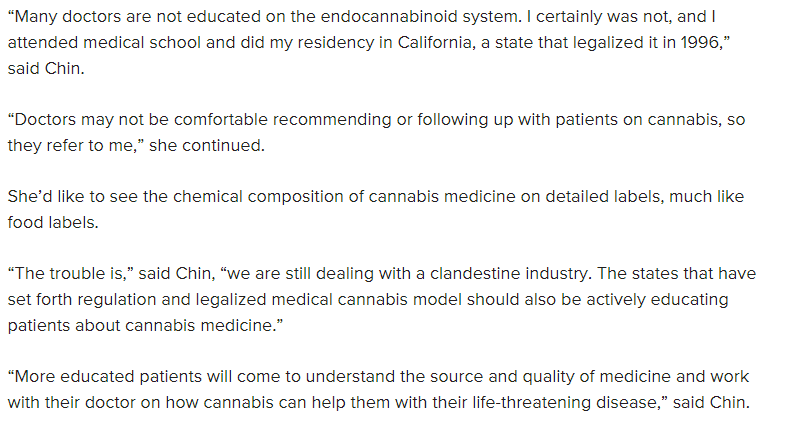 “Many doctors are not educated on the endocannabinoid system. I certainly was not, and I
attended medical school and did my residency in California, a state that legalized it in 1996,”
said Chin.
“Doctors may not be comfortable recommending or following up with patients on cannabis, so
they refer to me,” she continued.
She’d like to see the chemical composition of cannabis medicine on detailed labels, much like
food labels.
“The trouble is,” said Chin, “we are still dealing with a clandestine industry. The states that have
set forth regulation and legalized medical cannabis model should also be actively educating
patients about cannabis medicine.”
“More educated patients will come to understand the source and quality of medicine and work
with their doctor on how cannabis can help them with their life-threatening disease,” said Chin.